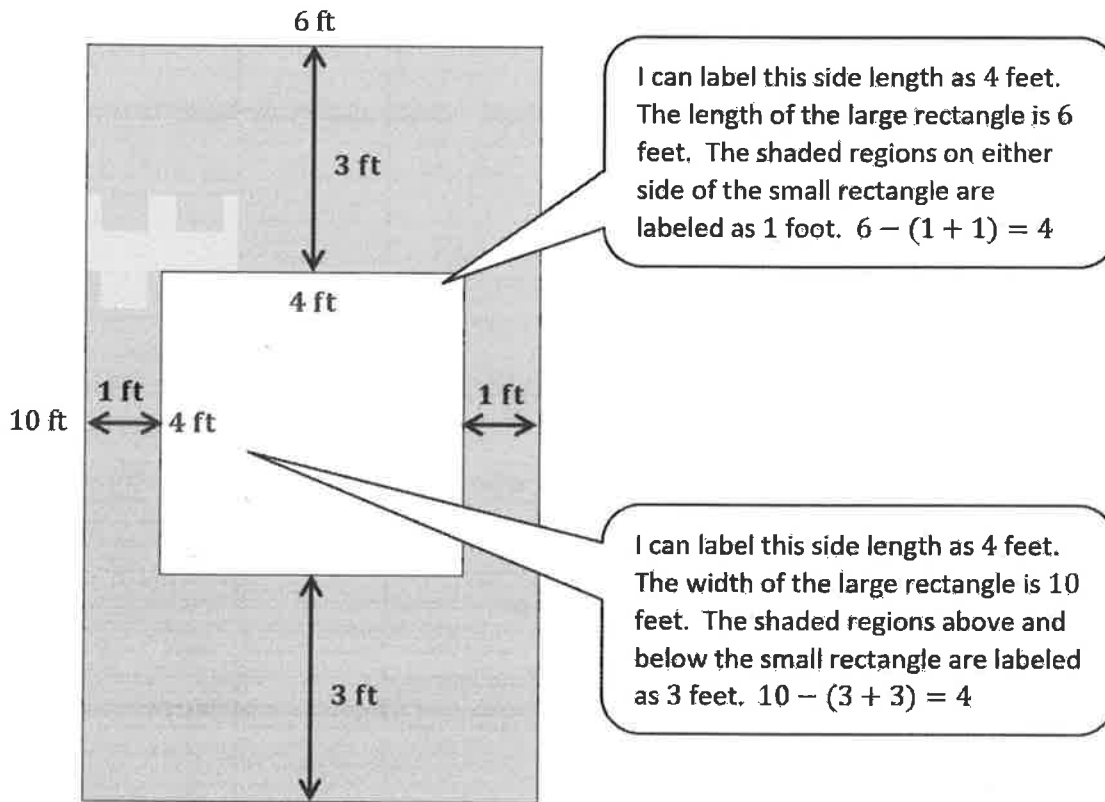 6 ft
I can label this side length as 4 feet.
The length of the large rectangle is 6
feet. The shaded regions on either
side of the small rectangle are
labeled as 1 foot. 6 − (1 + 1) = 4
3 ft
4 ft
1 ft
1 ft
10 ft
4 ft
I can label this side length as 4 feet.
The width of the large rectangle is 10
feet. The shaded regions above and
below the small rectangle are labeled
as 3 feet. 10 − (3 + 3) = 4
3 ft